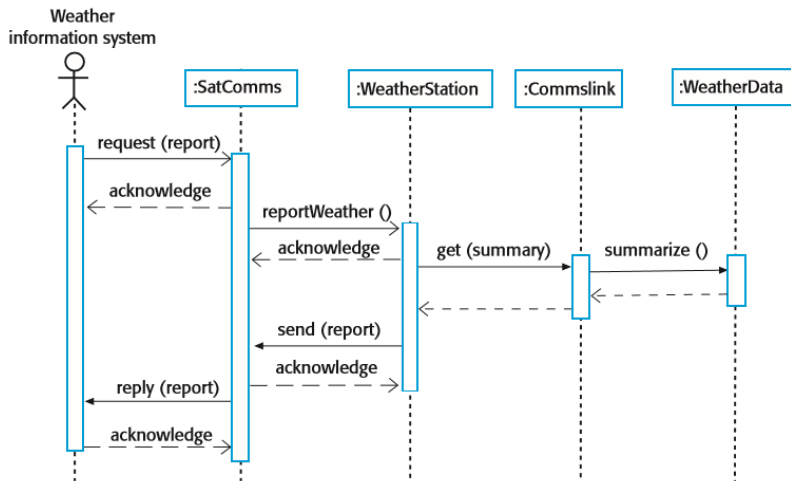 Weather
information system
:SatComms
:WeatherStation
:Commslink
:WeatherData
request (report)
acknowledge
reportWeather ()
acknowledge
get (summary)
summarize ()
send (report)
acknowledge
reply (report)
acknowledge